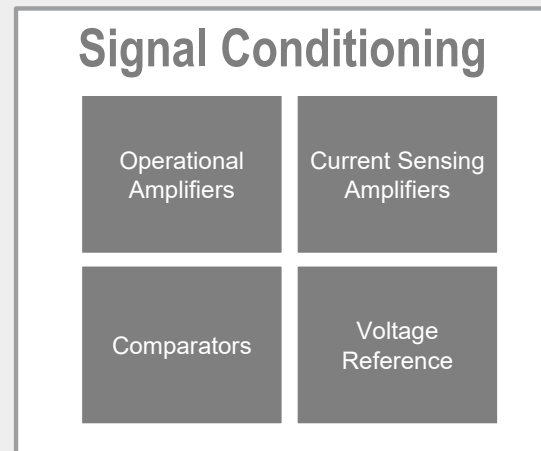 Signal Conditioning
Operational
Amplifiers
Current Sensing
Amplifiers
Comparators
Voltage
Reference